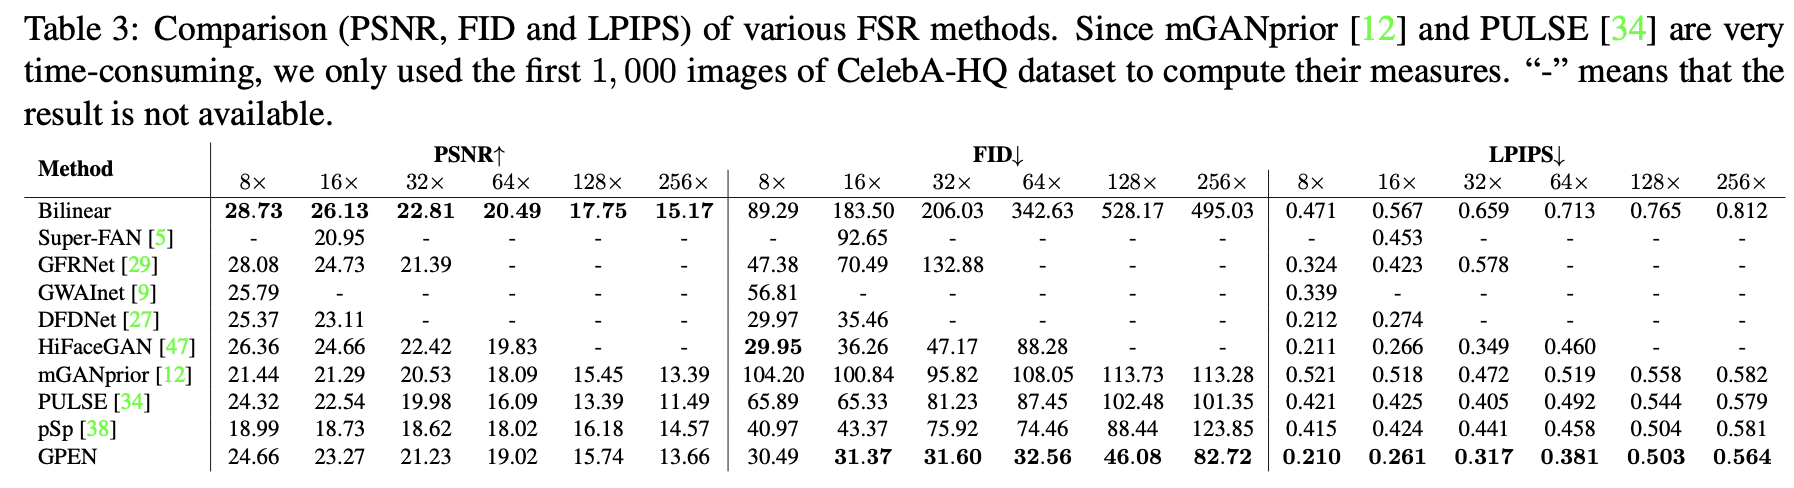 Table 3: Comparison (PSNR, FID and LPIPS) of various FSR methods. Since mGANprior [12] and PULSE [34] are very
time-consuming, we only used the first 1, 000 images of CelebA-HQ dataset to compute their measures. “-” means that the
result is not available.
Method PSNR↑ FID↓ LPIPS↓
8× 16× 32× 64× 128× 256× 8× 16× 32× 64× 128× 256× 8× 16× 32× 64× 128× 256×
Bilinear 28.73 26.13 22.81 20.49 17.75 15.17 89.29 183.50 206.03 342.63 528.17 495.03 0.471 0.567 0.659 0.713 0.765 0.812
Super-FAN [5] - 20.95 - - - - - 92.65 - - - - - 0.453 - - - -
GFRNet [29] 28.08 24.73 21.39 - - - 47.38 70.49 132.88 - - - 0.324 0.423 0.578 - - -
GWAInet [9] 25.79 - - - - - 56.81 - - - - - 0.339 - - - - -
DFDNet [27] 25.37 23.11 - - - - 29.97 35.46 - - - - 0.212 0.274 - - - -
HiFaceGAN [47] 26.36 24.66 22.42 19.83 - - 29.95 36.26 47.17 88.28 - - 0.211 0.266 0.349 0.460 - -
mGANprior [12] 21.44 21.29 20.53 18.09 15.45 13.39 104.20 100.84 95.82 108.05 113.73 113.28 0.521 0.518 0.472 0.519 0.558 0.582
PULSE [34] 24.32 22.54 19.98 16.09 13.39 11.49 65.89 65.33 81.23 87.45 102.48 101.35 0.421 0.425 0.405 0.492 0.544 0.579
pSp [38] 18.99 18.73 18.62 18.02 16.18 14.57 40.97 43.37 75.92 74.46 88.44 123.85 0.415 0.424 0.441 0.458 0.504 0.581
GPEN 24.66 23.27 21.23 19.02 15.74 13.66 30.49 31.37 31.60 32.56 46.08 82.72 0.210 0.261 0.317 0.381 0.503 0.564